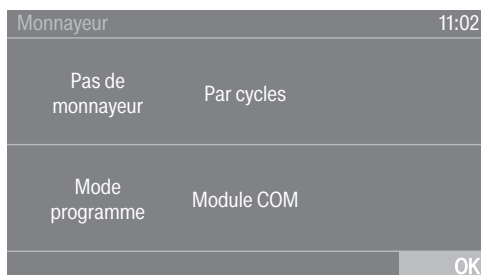 Monnayeur 11:02
Pas de
monnayeur
Par cycles
Mode
programme
Module COM
OK